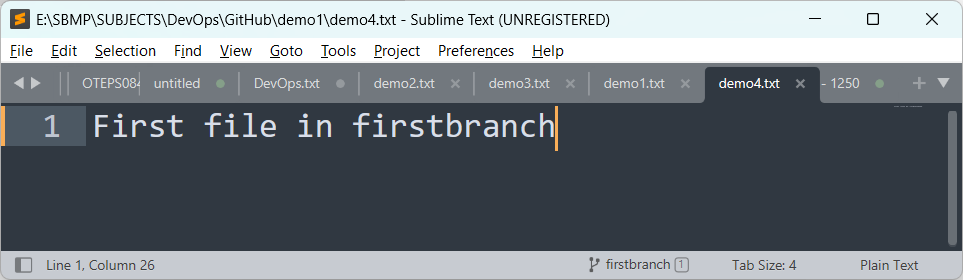 E:\SBMP\SUBJECTS\DevOps\GitHub\demo1\demo4.txt - Sublime Text (UNREGISTERED)
File Edit Selection Find View Goto Tools Project Preferences Help
OTEPS084 untitled DevOps.txt demo2.txt demo3.txt demo1.txt demo4.txt - 1250
1 First file in firstbranch
Line 1, Column 26 firstbranch 1 Tab Size: 4 Plain Text